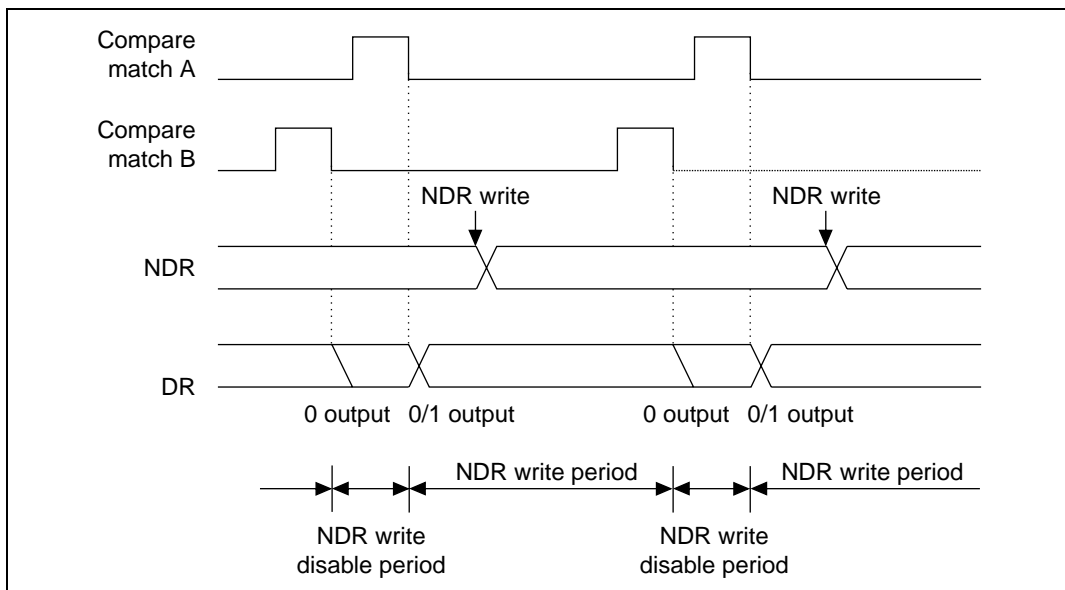 Compare
match A
Compare
match B
NDR write
NDR write
NDR
DR
0 output
0/1 output
0 output
0/1 output
NDR write period
NDR write period
NDR write
disable period
NDR write
disable period